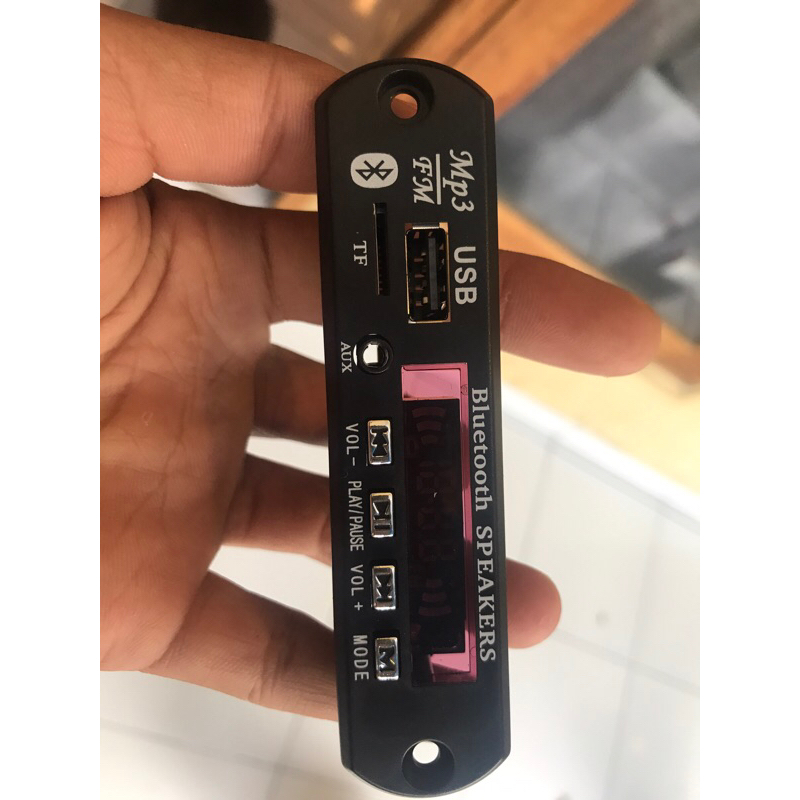 Mp3
FM
USB
TF
AUX
Bluetooth SPEAKERS
VOL-
PLAY/PAUSE
VOL+
MODE